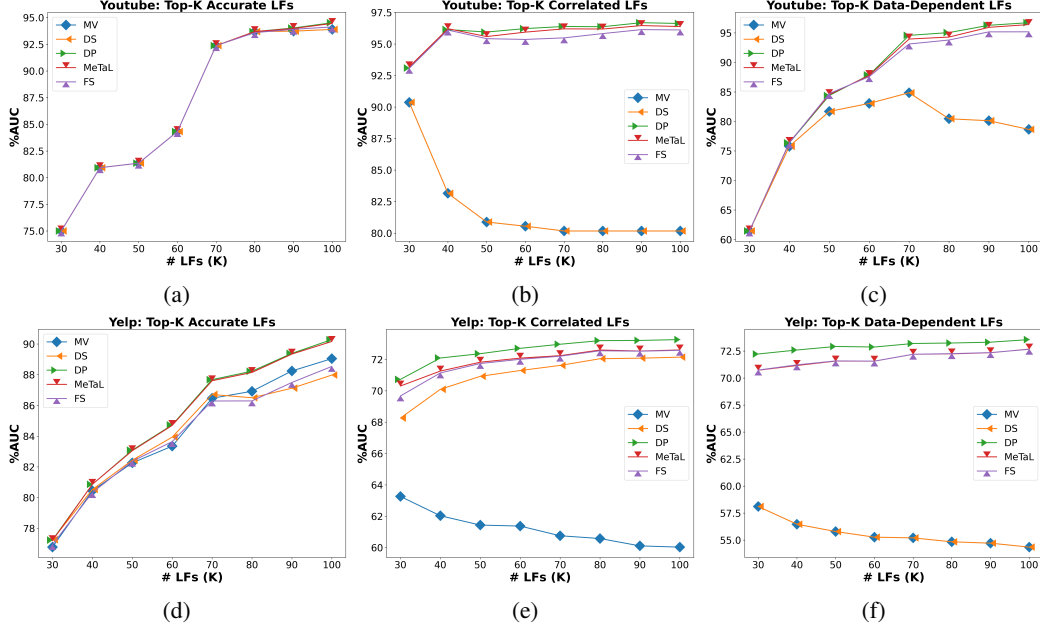 Youtube: Top-K Accurate LFs
%AUC
95.0
92.5
90.0
87.5
85.0
82.5
80.0
77.5
75.0
MV
DS
DP
MeTaL
FS
30 40 50 60 70 80 90 100
# LFs (K)
(a)
Youtube: Top-K Correlated LFs
%AUC
97.5
95.0
92.5
90.0
87.5
85.0
82.5
80.0
MV
DS
DP
MeTaL
FS
30 40 50 60 70 80 90 100
# LFs (K)
(b)
Youtube: Top-K Data-Dependent LFs
%AUC
95
90
85
80
75
70
65
60
MV
DS
DP
MeTaL
FS
30 40 50 60 70 80 90 100
# LFs (K)
(c)
Yelp: Top-K Accurate LFs
%AUC
90
88
86
84
82
80
78
MV
DS
DP
MeTaL
FS
30 40 50 60 70 80 90 100
# LFs (K)
(d)
Yelp: Top-K Correlated LFs
%AUC
72
70
68
66
64
62
60
MV
DS
DP
MeTaL
FS
30 40 50 60 70 80 90 100
# LFs (K)
(e)
Yelp: Top-K Data-Dependent LFs
%AUC
72.5
70.0
67.5
65.0
62.5
60.0
57.5
55.0
MV
DS
DP
MeTaL
FS
30 40 50 60 70 80 90 100
# LFs (K)
(f)